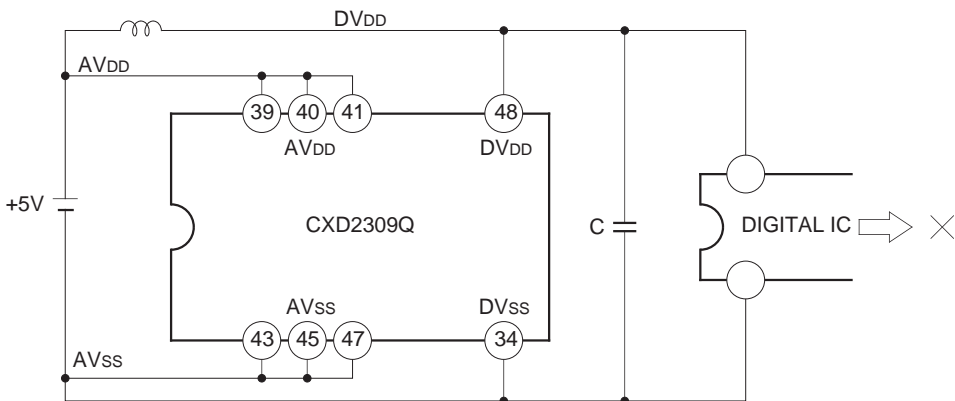 DVDD
AVDD
39 40 41 48
AVDD DVDD
+5V
CXD2309Q
C
DIGITAL IC
AVSS DVSS
43 45 47 34
AVSS